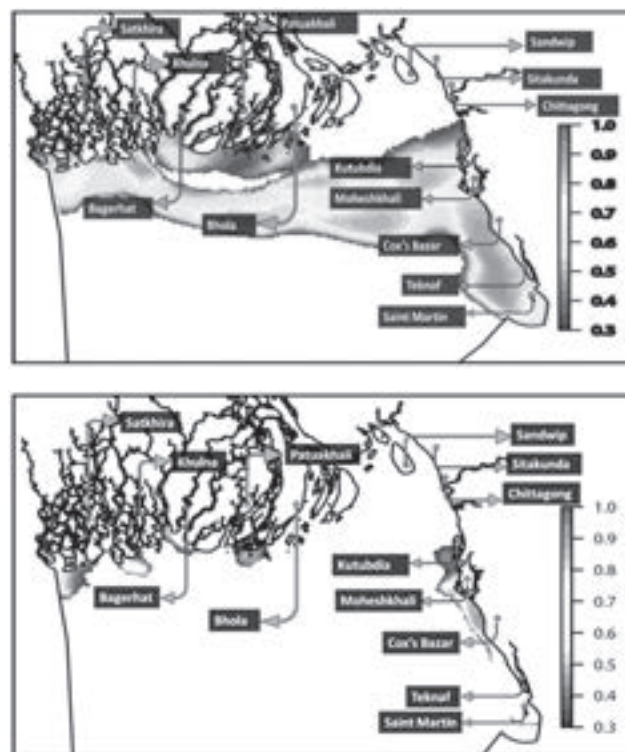 Satkhira
Patuakhali
Khulna
Sandwip
Sitakunda
Chittagong
1.0
0.9
Kutubdia
0.8
Moheshkhali
0.7
Bagerhat
Bhola
Cox's Bazar
0.6
0.5
Teknaf
0.4
Saint Martin
0.3
Satkhira
Khulna
Patuakhali
Sandwip
Sitakunda
Chittagong
1.0
0.9
Kutubdia
0.8
Bagerhat
Moheshkhali
0.7
Bhola
Cox's Bazar
0.6
0.5
Teknaf
0.4
Saint Martin
0.3